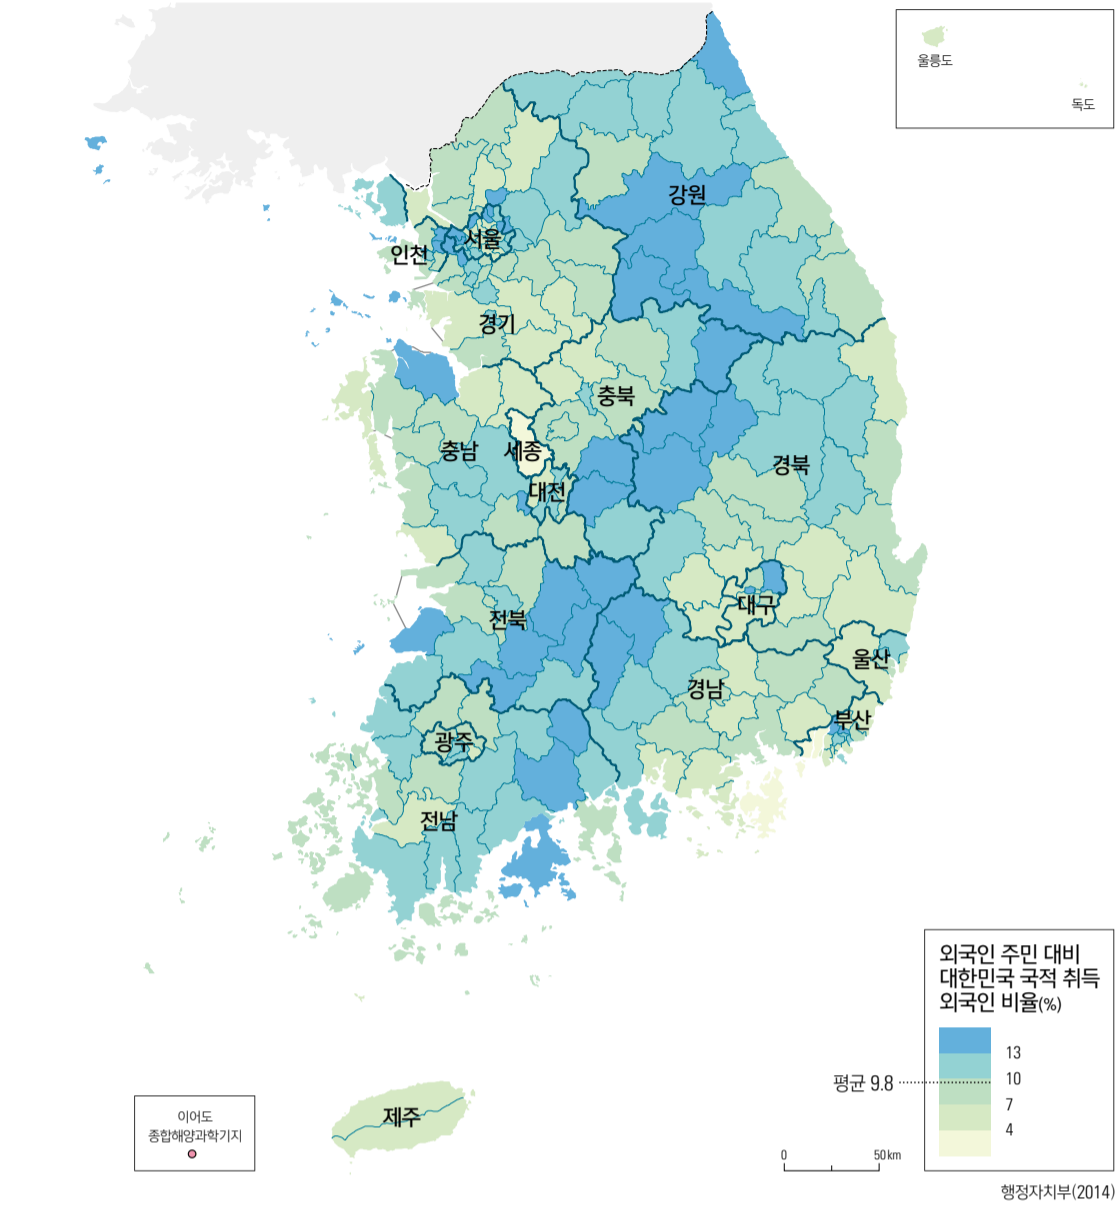 울릉도
독도
강원
서울
인천
경기
충북
충남
세종
경북
대전
대구
전북
울산
경남
부산
광주
전남
제주
이어도
종합해양과학기지
외국인 주민 대비
대한민국 국적 취득
외국인 비율(%)
13
평균 9.8
10
7
4
0 50km
행정자치부(2014)